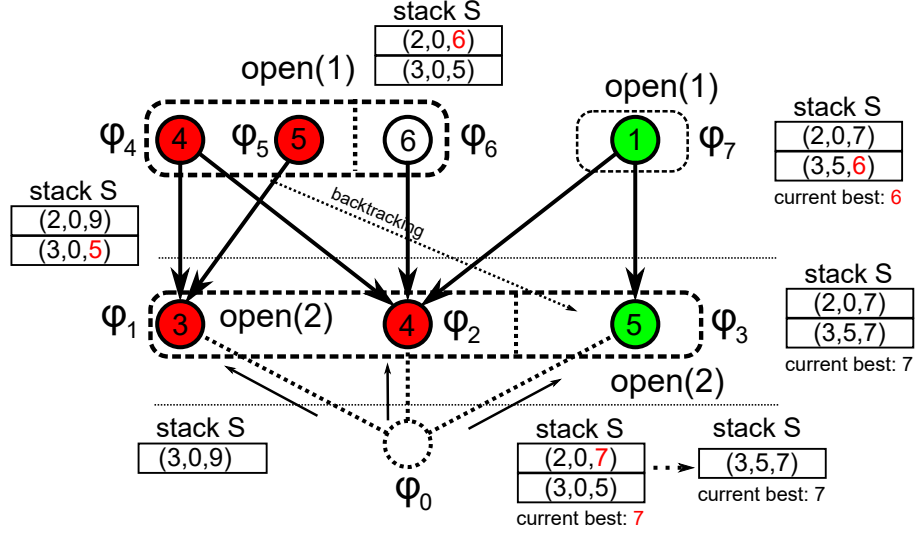 stack S
(2,0,6)
(3,0,5)
open(1)
open(1)
φ4
4
φ5
5
6
φ6
1
φ7
stack S
(2,0,7)
(3,5,6)
current best: 6
stack S
(2,0,9)
(3,0,5)
backtracking
φ1
3
open(2)
4
φ2
5
φ3
stack S
(2,0,7)
(3,5,7)
current best: 7
open(2)
stack S
(3,0,9)
φ0
stack S
(2,0,7)
(3,0,5)
current best: 7
stack S
(3,5,7)
current best: 7